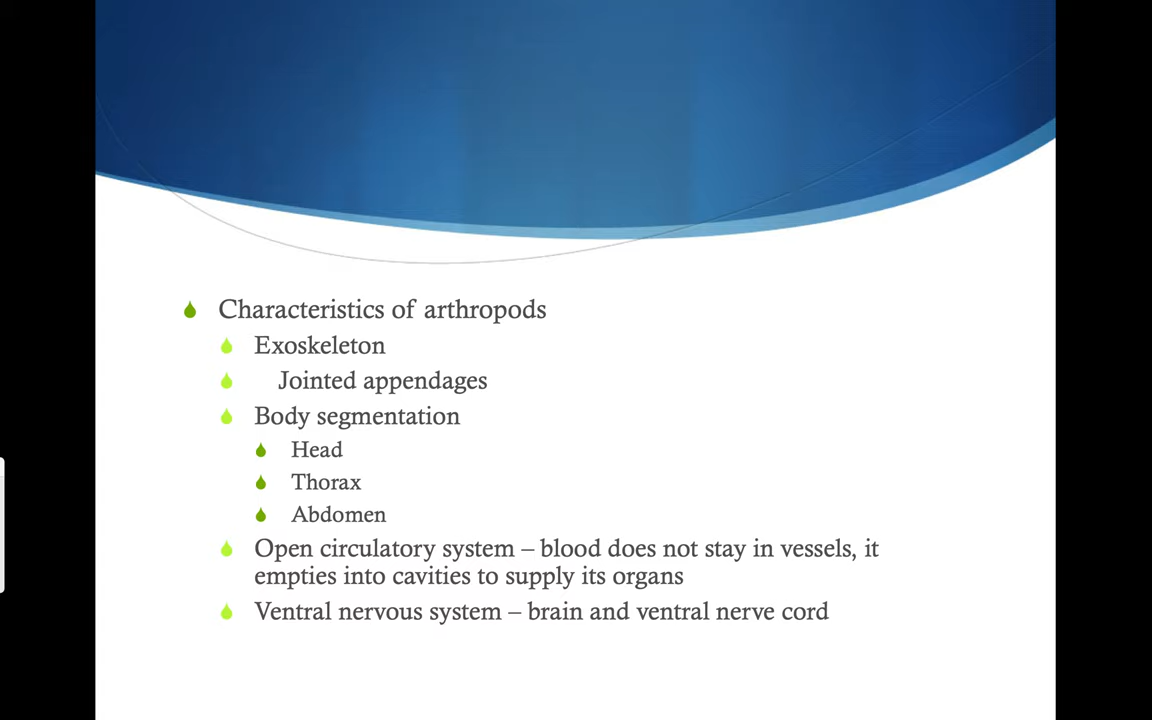 Characteristics of arthropods
Exoskeleton
Jointed appendages
Body segmentation
Head
Thorax
Abdomen
Open circulatory system – blood does not stay in vessels, it
empties into cavities to supply its organs
Ventral nervous system – brain and ventral nerve cord